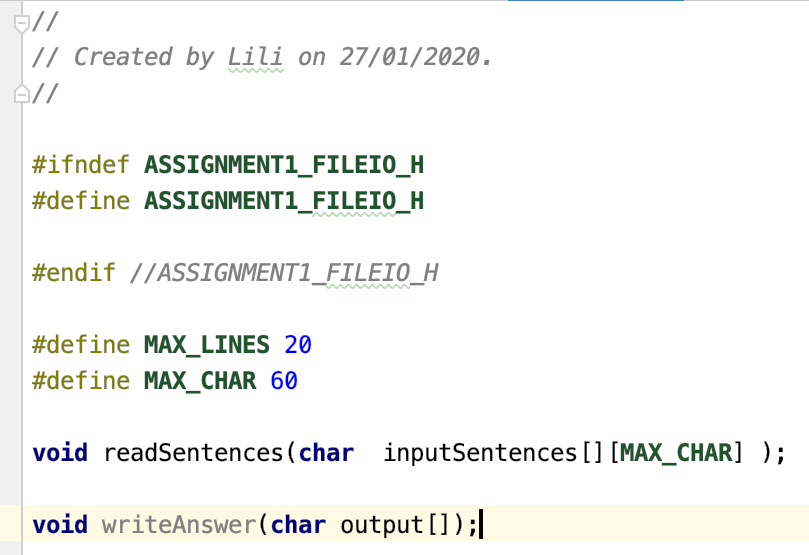 //
// Created by Lili on 27/01/2020.
//
#ifndef ASSIGNMENT1_FILEIO_H
#define ASSIGNMENT1_FILEIO_H
#endif //ASSIGNMENT1_FILEIO_H
#define MAX_LINES 20
#define MAX_CHAR 60
void readSentences(char  inputSentences[][MAX_CHAR] );
void writeAnswer(char output[]);